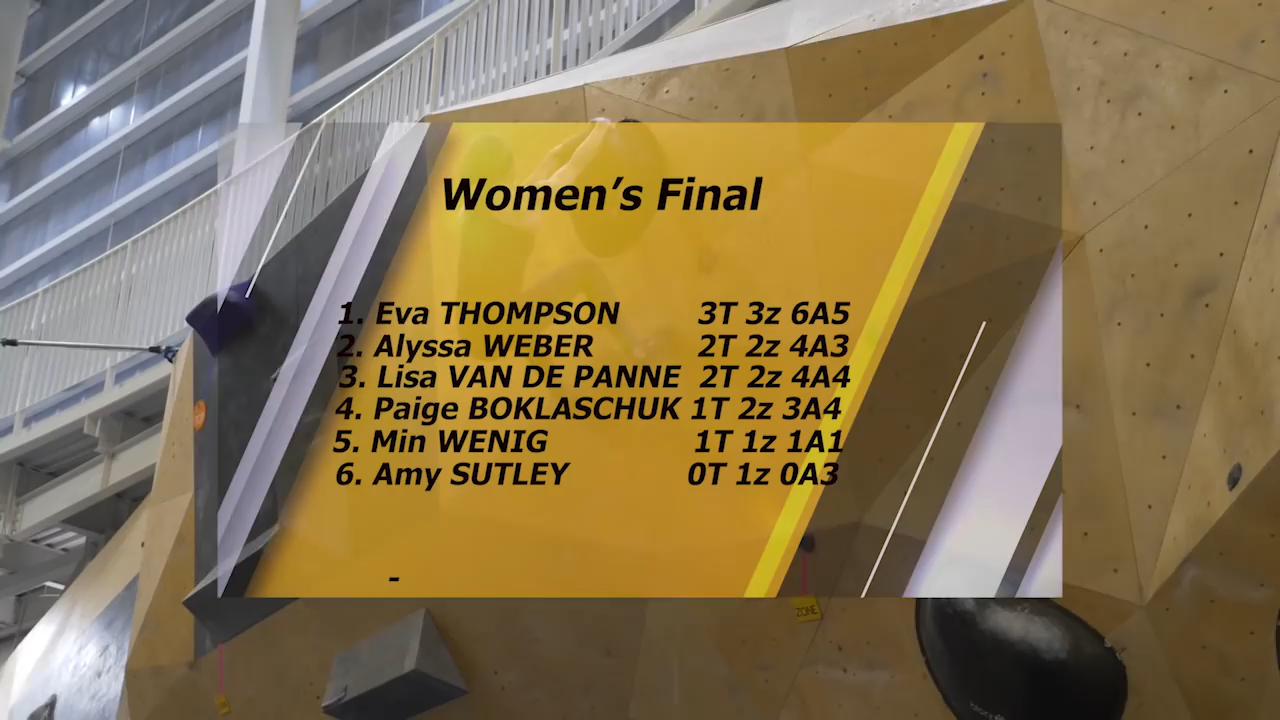 Women’s Final
1. Eva THOMPSON 3T 3z 6A5
2. Alyssa WEBER 2T 2z 4A3
3. Lisa VAN DE PANNE 2T 2z 4A4
4. Paige BOKLASCHUK 1T 2z 3A4
5. Min WENIG 1T 1z 1A1
6. Amy SUTLEY 0T 1z 0A3
-
ZONE